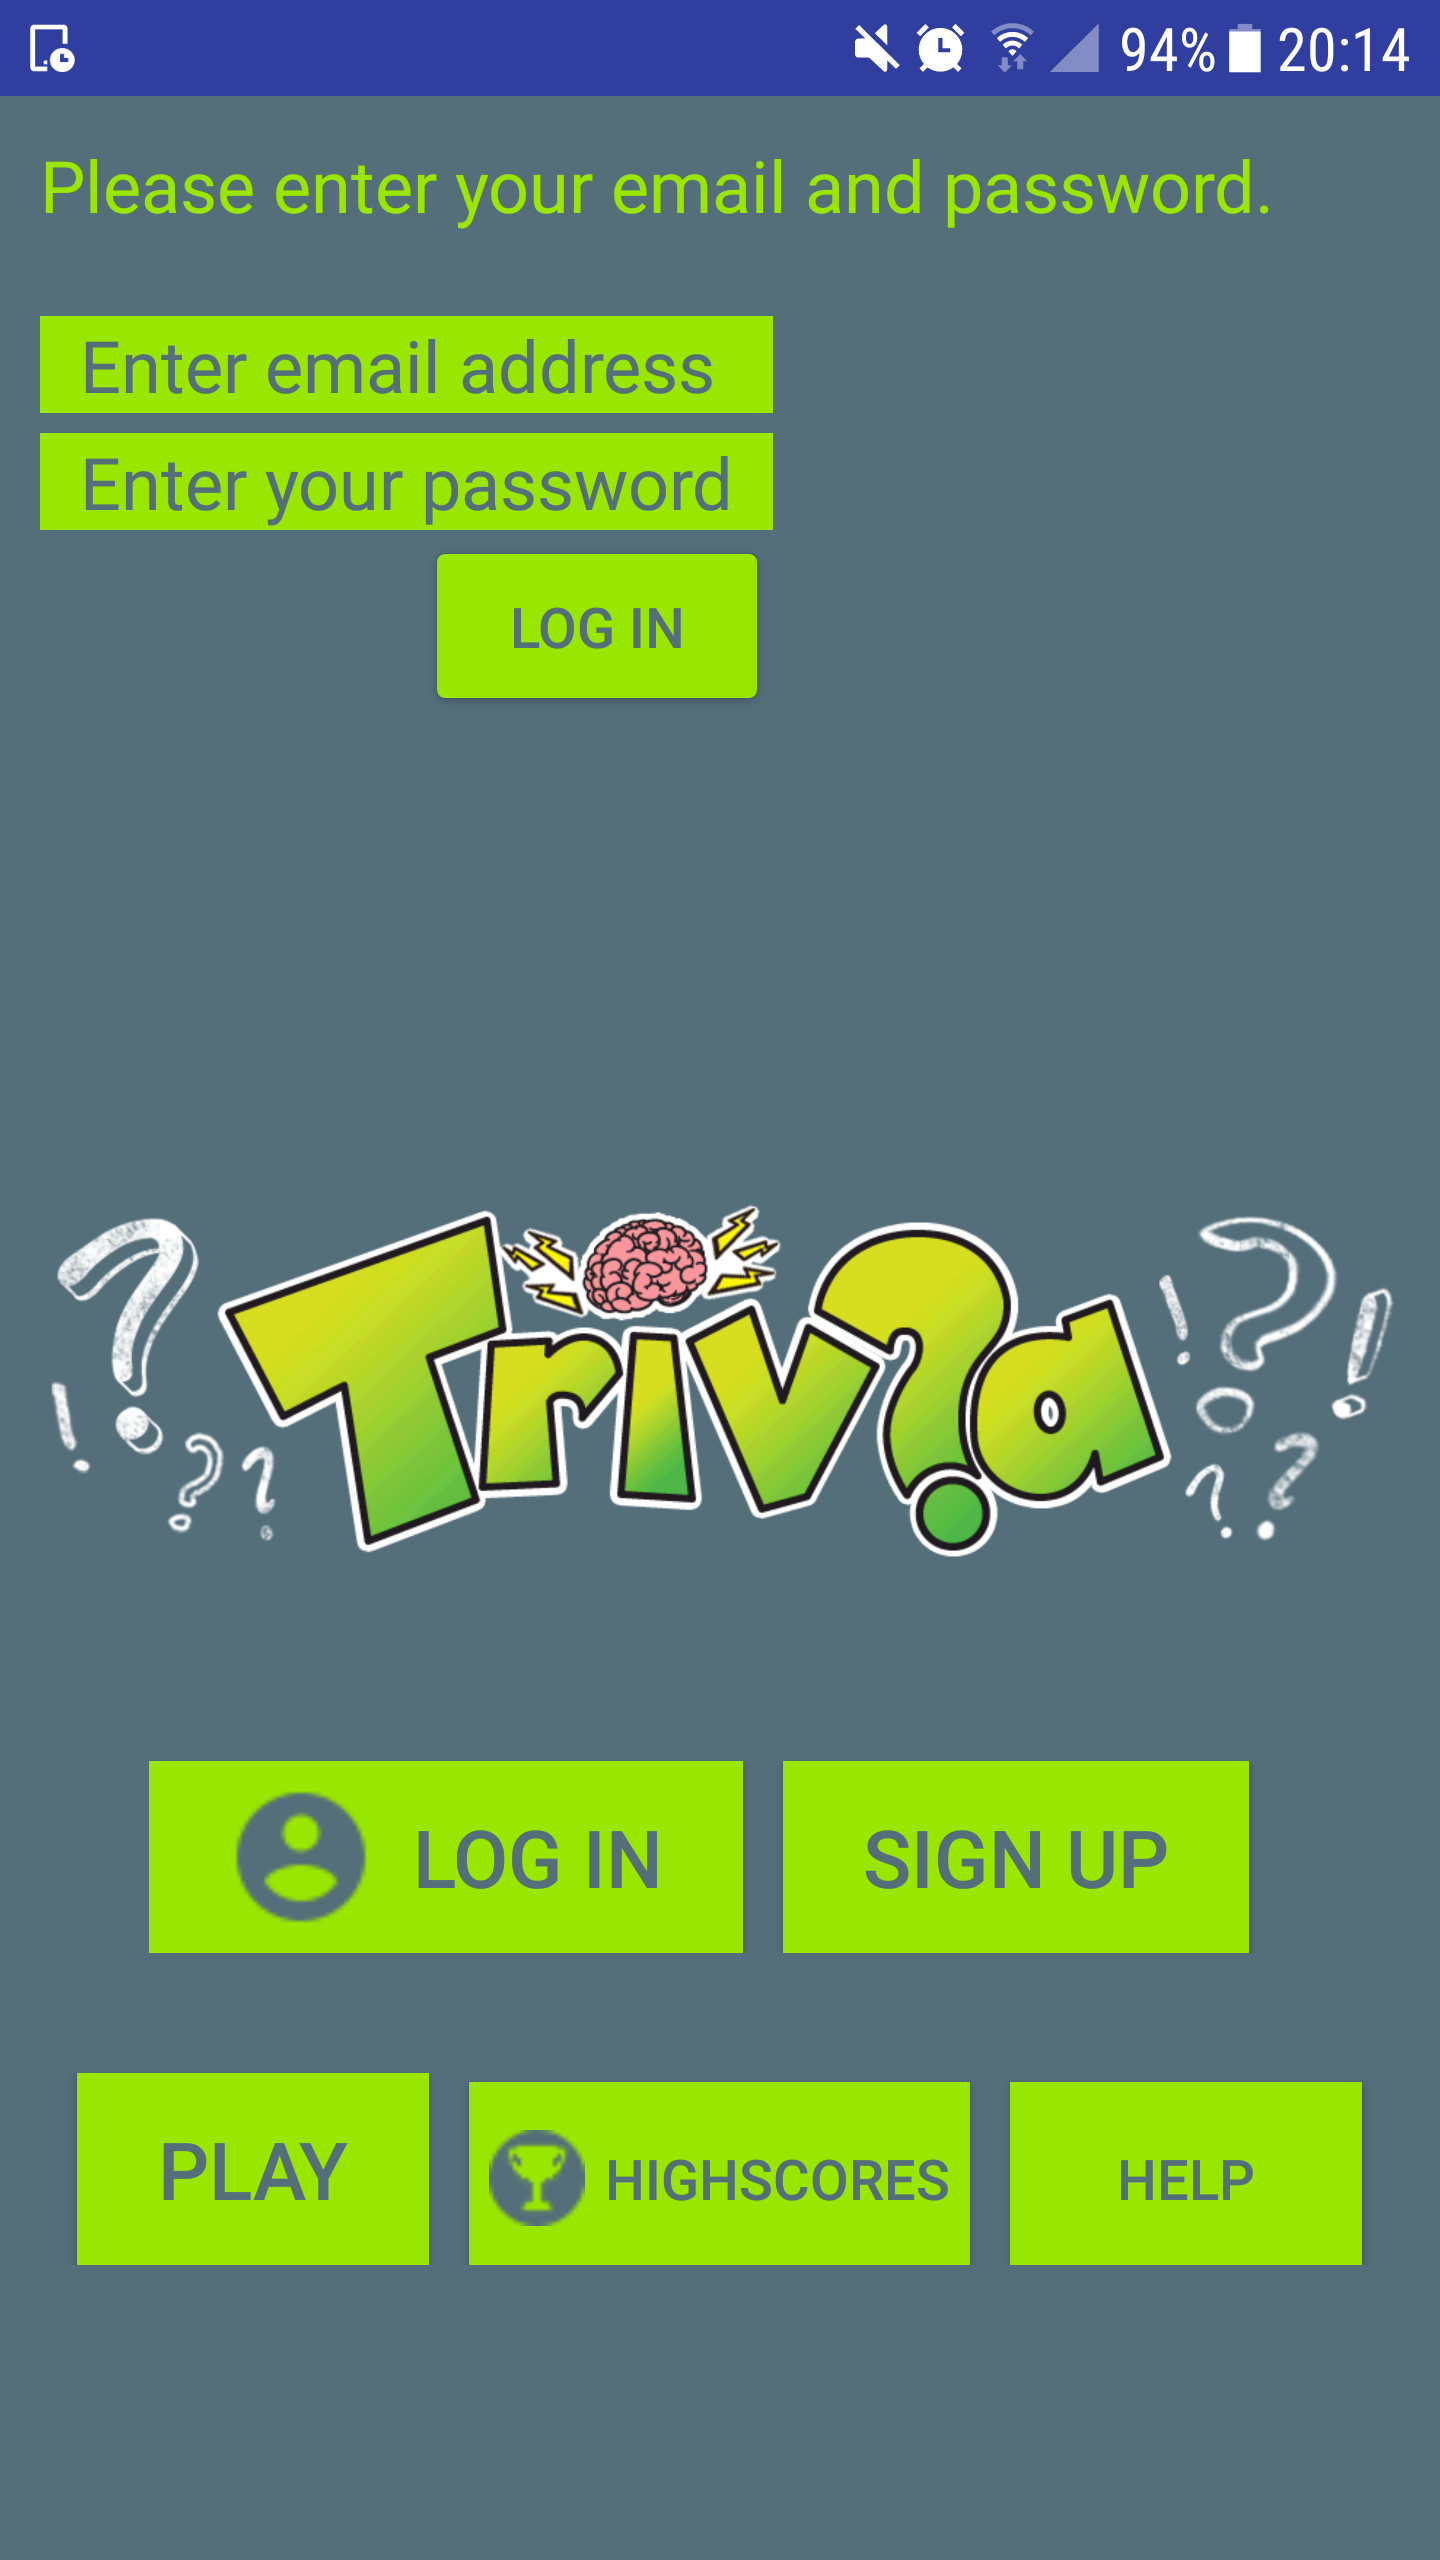 94% 20:14
Please enter your email and password.
Enter email address
Enter your password
LOG IN
Triv?a
LOG IN SIGN UP
PLAY HIGHSCORES HELP